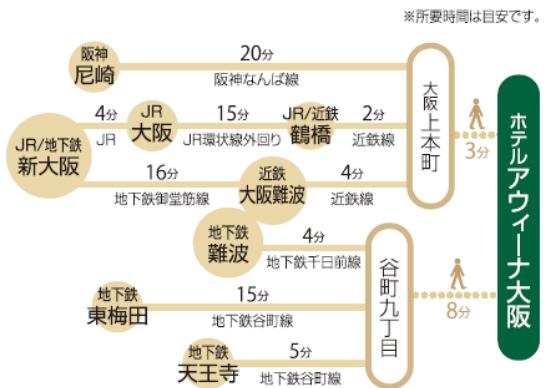 ※所要時間は目安です。
阪神
尼崎
20分
阪神なんば線
JR/地下鉄
新大阪
4分
JR
JR
大阪
15分
JR環状線外回り
JR/近鉄
鶴橋
2分
近鉄線
16分
地下鉄御堂筋線
近鉄
大阪難波
4分
近鉄線
大阪上本町
3分
地下鉄
難波
4分
地下鉄千日前線
地下鉄
東梅田
15分
地下鉄谷町線
地下鉄
天王寺
5分
地下鉄谷町線
谷町九丁目
8分
ホテルアウィーナ大阪